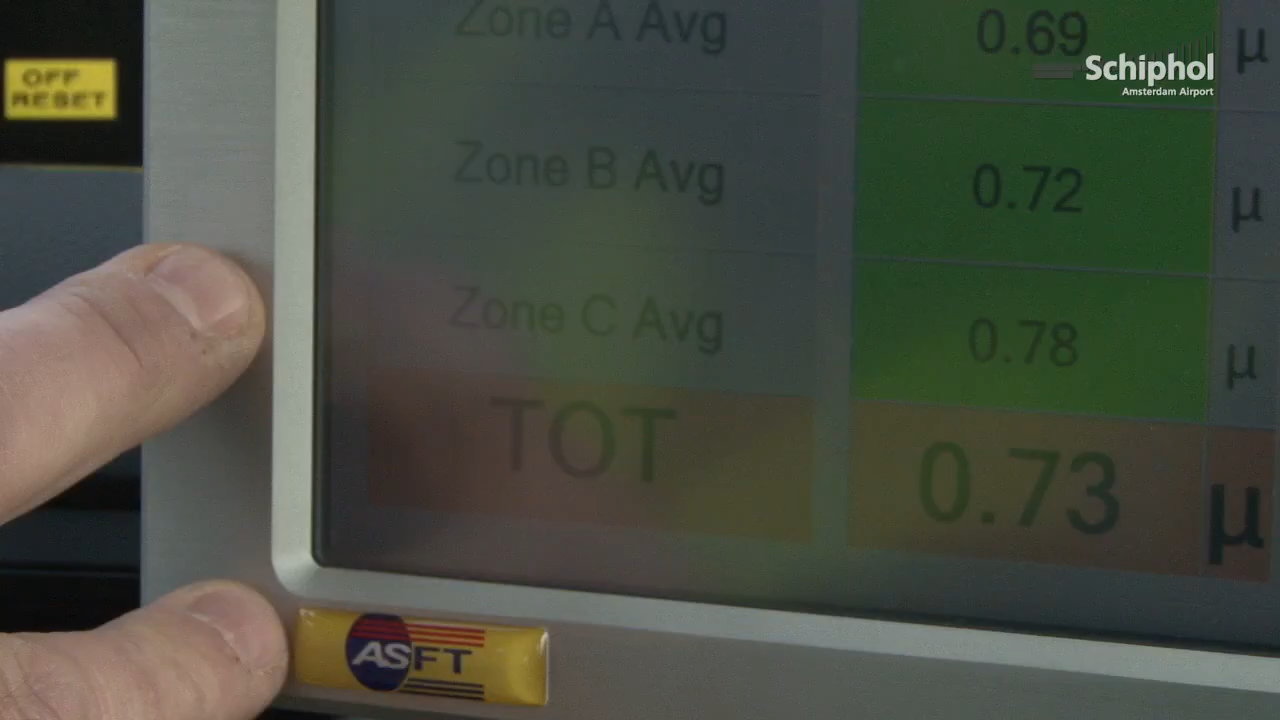 OFF
RESET
Zone A Avg 0.69 µ
Schiphol
Amsterdam Airport
Zone B Avg 0.72 µ
Zone C Avg 0.78 µ
TOT 0.73 µ
ASFT